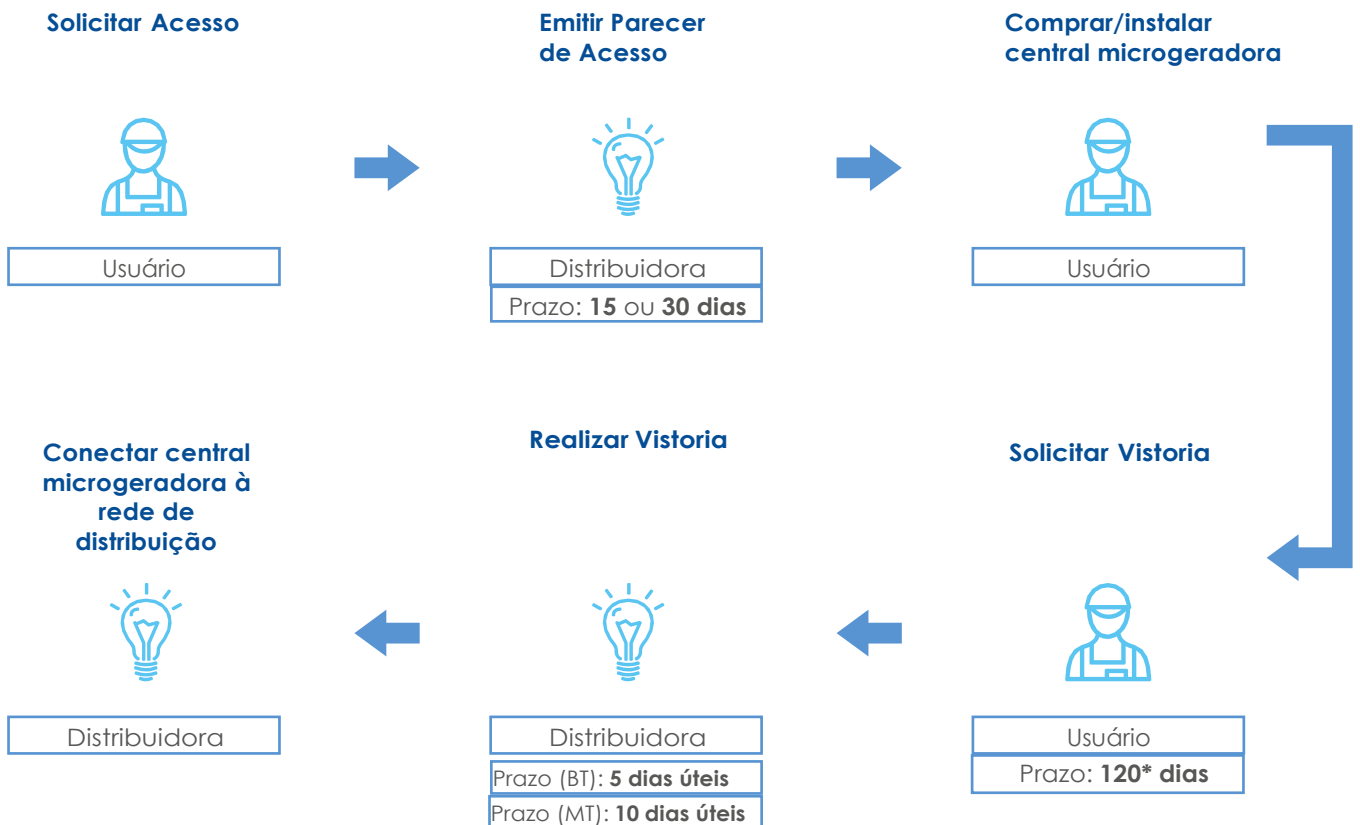 Solicitar Acesso
Emitir Parecer
de Acesso
Comprar/instalar
central microgeradora
Usuário
Distribuidora
Prazo: 15 ou 30 dias
Usuário
Solicitar Vistoria
Realizar Vistoria
Conectar central
microgeradora à
rede de
distribuição
Usuário
Prazo: 120* dias
Distribuidora
Prazo (BT): 5 dias úteis
Prazo (MT): 10 dias úteis
Distribuidora